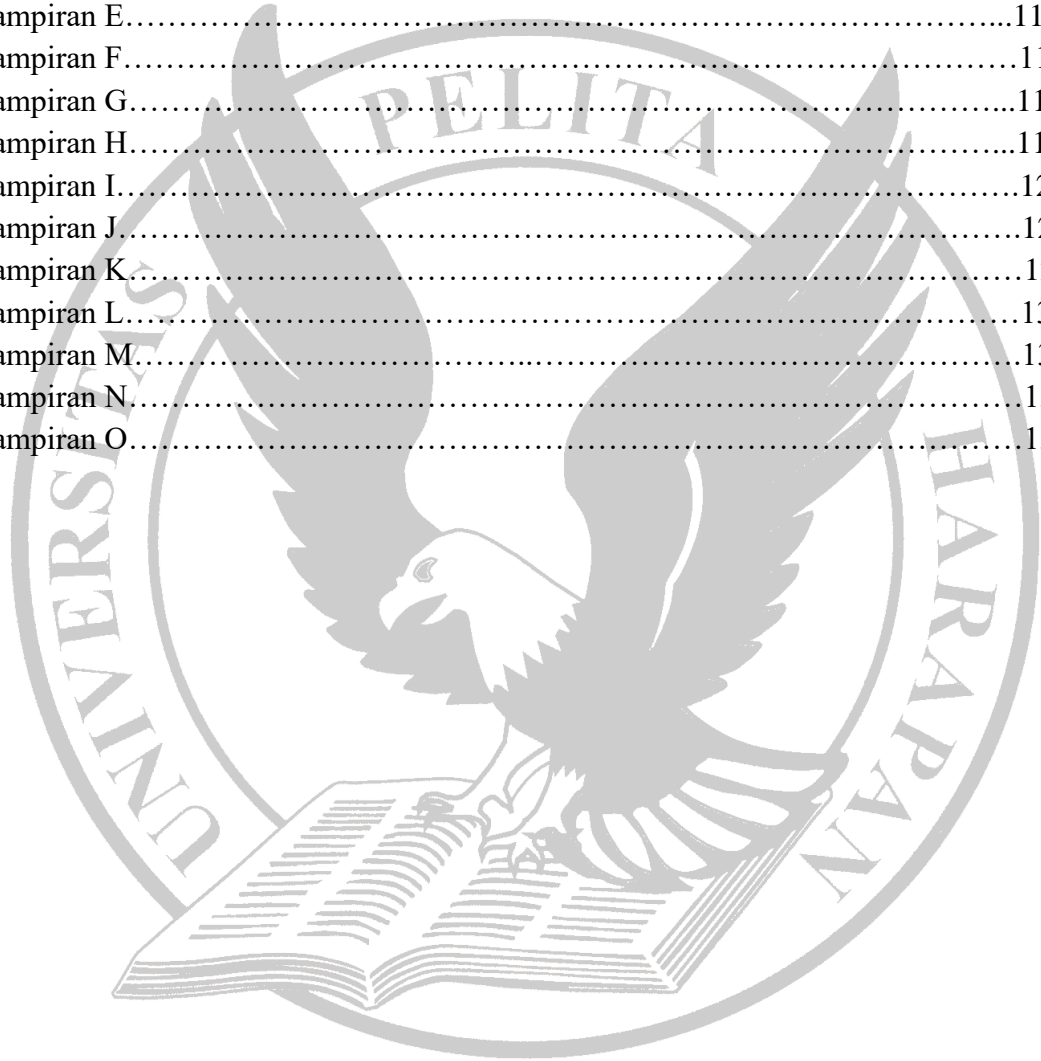 ampiran E…………………………………………………………………………...11
ampiran F…………………………………………………………………………11
ampiran G…………………………………………………………………………...11
ampiran H…………………………………………………………………………...11
ampiran I………………………………………………………………………….12
ampiran J………………………………………………………………………….12
ampiran K…………………………………………………………………………1
ampiran L…………………………………………………………………………13
ampiran M………………………………..……………………………………….13
ampiran N…………………………………………………………………………1
ampiran O…………………………………………………………………………1
UNIVERSITAS PELITA HARAPAN